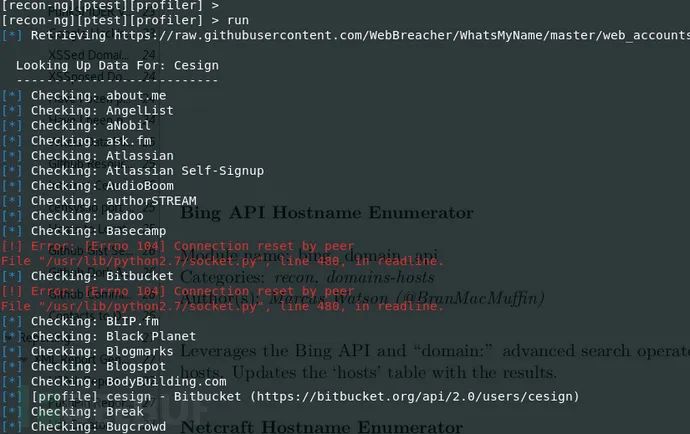 [recon-ng][ptest][profiler] >
[recon-ng][ptest][profiler] > run
[*] Retrieving https://raw.githubusercontent.com/WebBreacher/WhatsMyName/master/web_accounts
Looking Up Data For: Cesign
----------------------------
[*] Checking: about.me
[*] Checking: AngelList
[*] Checking: aNobil
[*] Checking: ask.fm
[*] Checking: Atlassian
[*] Checking: Atlassian Self-Signup
[*] Checking: AudioBoom
[*] Checking: authorSTREAM
[*] Checking: badoo
Bing API Hostname Enumerator
[*] Checking: Basecamp
[!] Error: [Errno 104] Connection reset by peer
Module name: bing_domain_api
File "/usr/lib/python2.7/socket.py", line 480, in readline.
[*] Checking: Bitbucket
Categories: recon, domains-hosts
[!] Error: [Errno 104] Connection reset by peer
Author(s): Marcus Watson (@BranMacMuffin)
File "/usr/lib/python2.7/socket.py", line 480, in readline.
[*] Checking: BLIP.fm
[*] Checking: Black Planet
[*] Checking: Blogmarks
Leverages the Bing API and “domain:” advanced search operat
[*] Checking: Blogspot
hosts. Updates the ‘hosts’ table with the results.
[*] Checking: BodyBuilding.com
[*] [profile] cesign - Bitbucket (https://bitbucket.org/api/2.0/users/cesign)
[*] Checking: Break
[*] Checking: Bugcrowd
Netcraft Hostname Enumerator